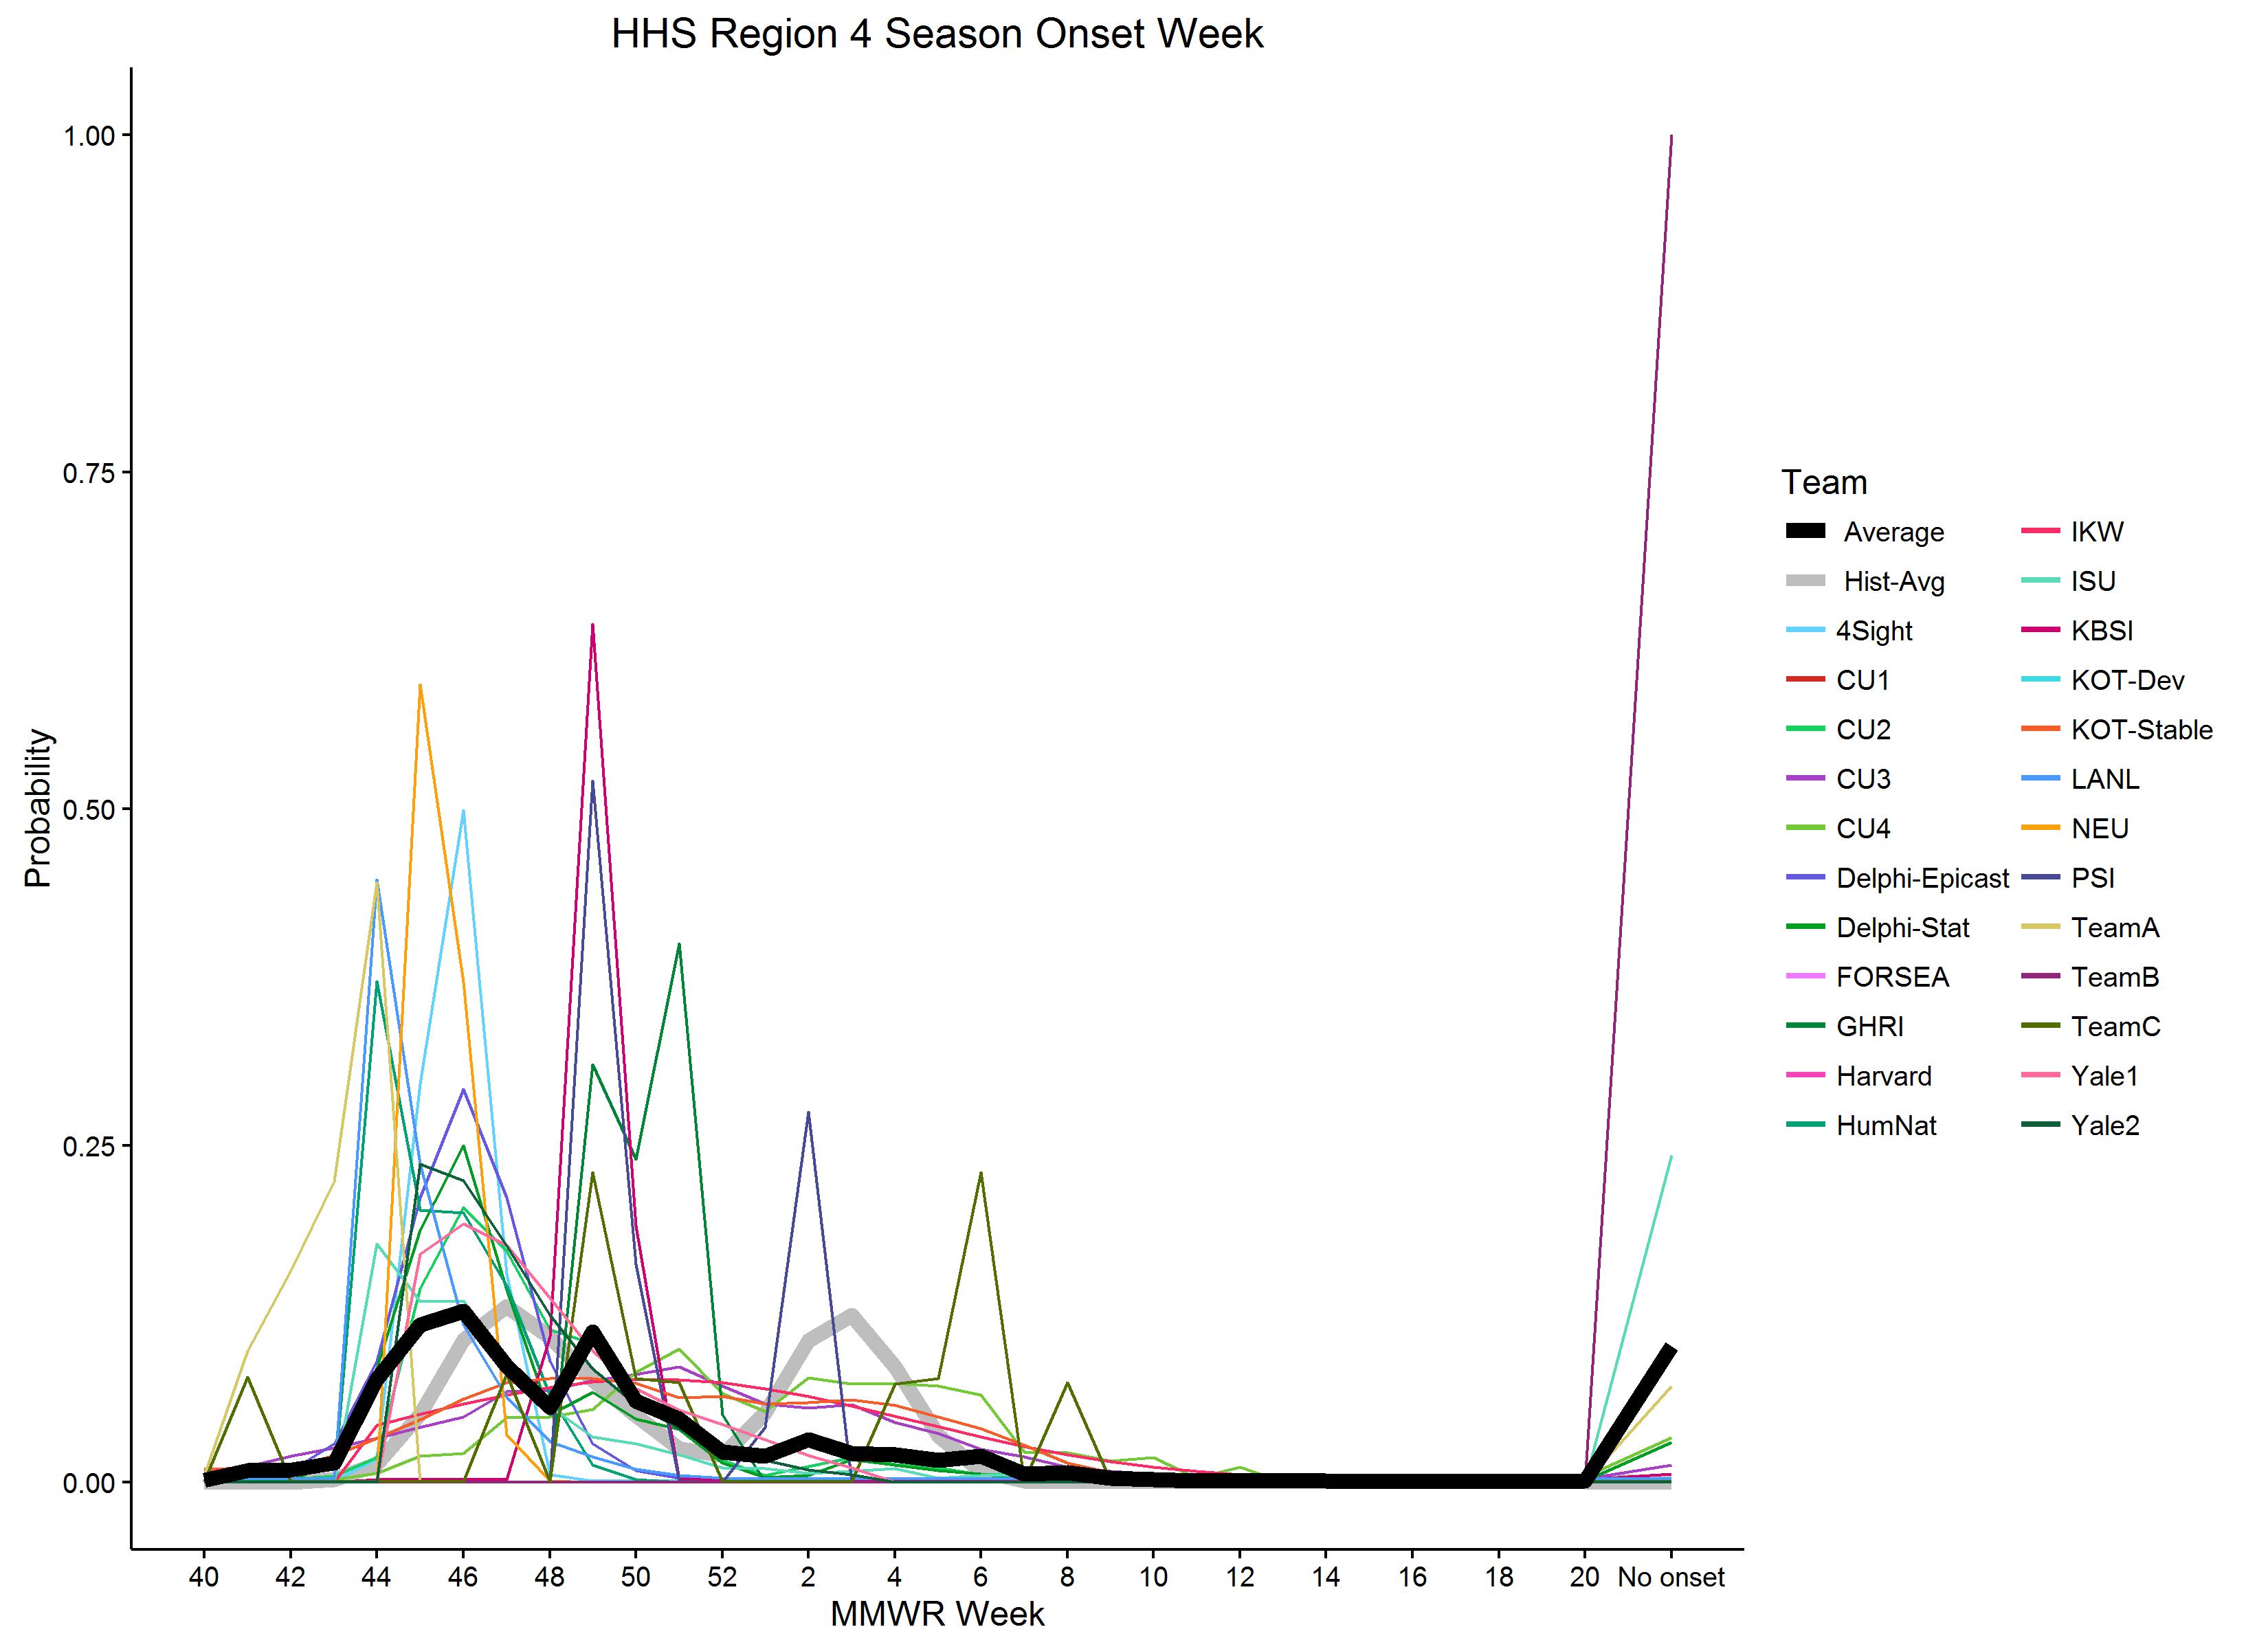 HHS Region 4 Season Onset Week
1.00
0.75
0.50
0.25
0.00
Probability
40 42 44 46 48 50 52 2 4 6 8 10 12 14 16 18 20 No onset
MMWR Week
Team
Average
Hist-Avg
4Sight
CU1
CU2
CU3
CU4
Delphi-Epicast
Delphi-Stat
FORSEA
GHRI
Harvard
HumNat
IKW
ISU
KBSI
KOT-Dev
KOT-Stable
LANL
NEU
PSI
TeamA
TeamB
TeamC
Yale1
Yale2